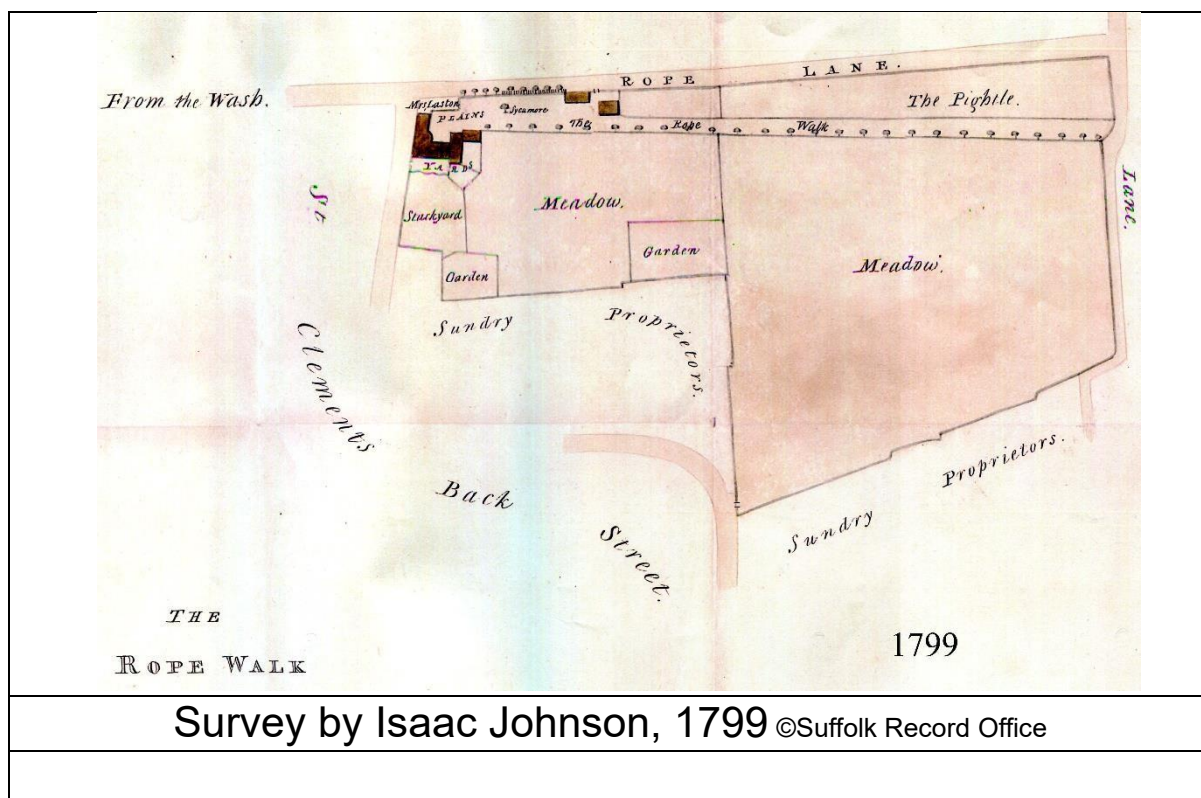 ROPE LANE.
From the Wash.
Mrs Laston
PLAINS
Sycamore
The Pightle.
The Rope Walk
YARDS
Lane.
St Clements Back Street.
Stackyard
Meadow.
Garden
Garden
Meadow.
Sundry Proprietors.
Sundry Proprietors.
THE
ROPE WALK
1799
Survey by Isaac Johnson, 1799 ©Suffolk Record Office